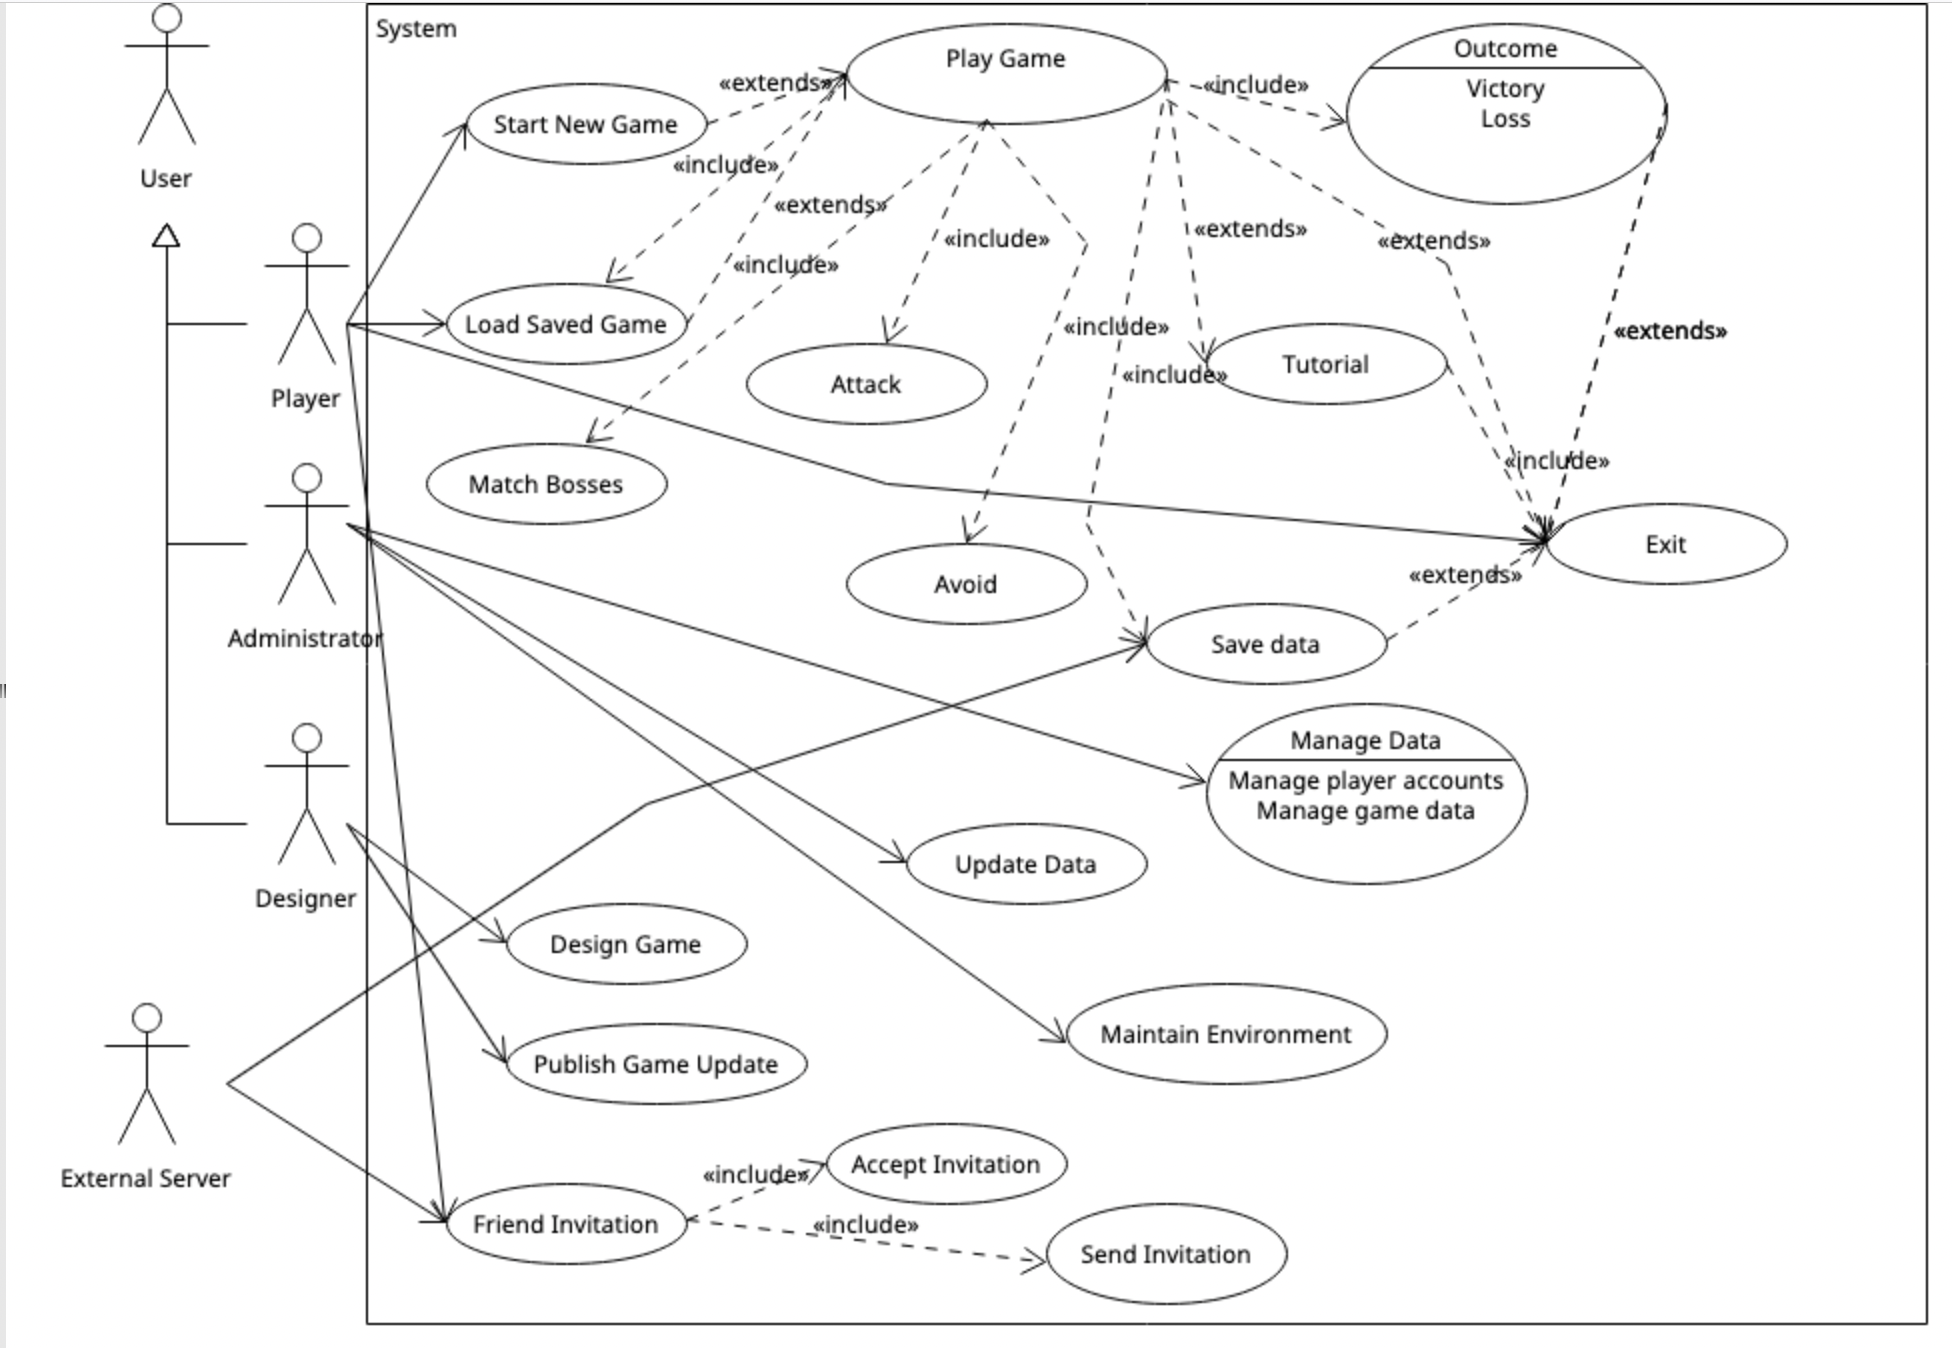 System
Play Game
Outcome
Victory
Loss
«extends»
«include»
Start New Game
User
«include»
«extends»
«include»
«extends»
«extends»
«include»
«include»
«extends»
Load Saved Game
«include»
Tutorial
Attack
Player
«include»
Match Bosses
Exit
«extends»
Avoid
Administrator
Save data
Manage Data
Manage player accounts
Manage game data
Update Data
Designer
Design Game
Maintain Environment
Publish Game Update
External Server
«include»
Accept Invitation
Friend Invitation
«include»
Send Invitation